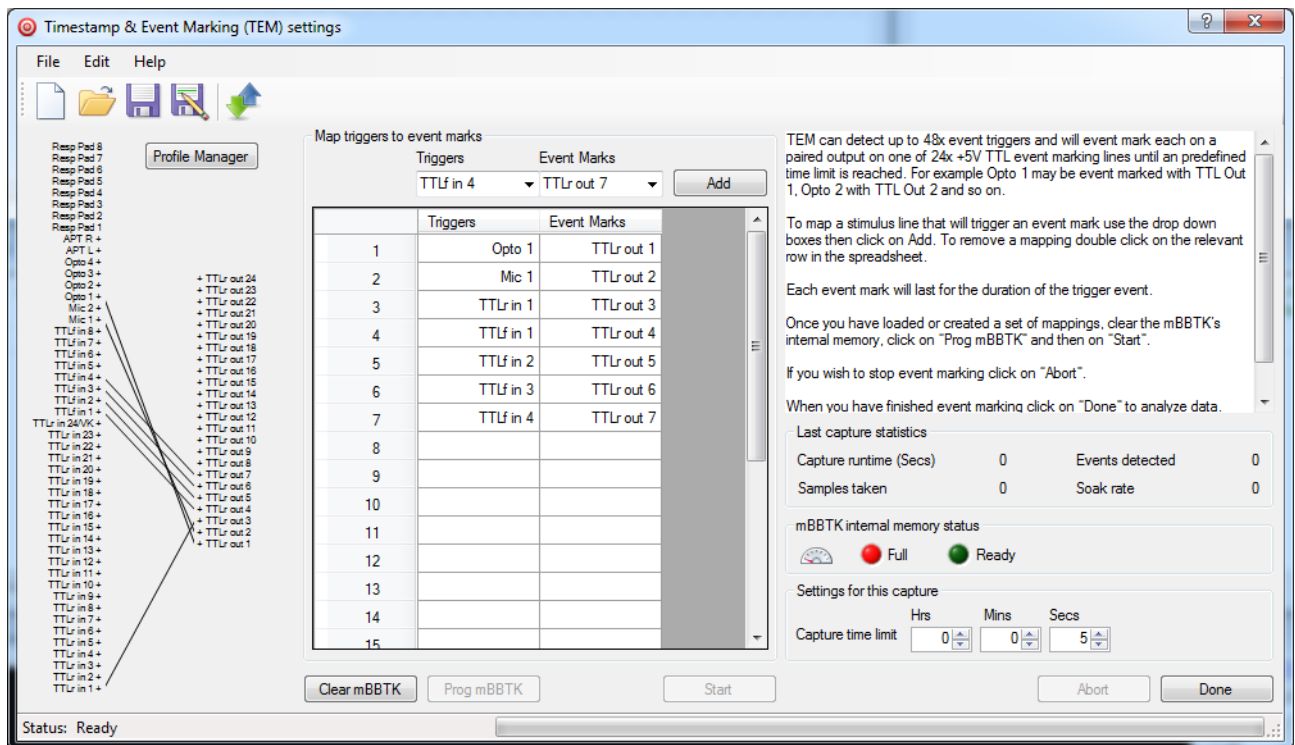 Timestamp & Event Marking (TEM) settings
File Edit Help
Resp Pad 8
Resp Pad 7
Resp Pad 6
Resp Pad 5
Resp Pad 4
Resp Pad 3
Resp Pad 2
Resp Pad 1
APT R +
APT L +
Opto 4 +
Opto 3 +
Opto 2 +
Opto 1 +
Mic 2 +
Mic 1 +
TTLf in 8 +
TTLf in 7 +
TTLf in 6 +
TTLf in 5 +
TTLf in 4 +
TTLf in 3 +
TTLf in 2 +
TTLf in 1 +
TTLr in 24/VK +
TTLr in 23 +
TTLr in 22 +
TTLr in 21 +
TTLr in 20 +
TTLr in 19 +
TTLr in 18 +
TTLr in 17 +
TTLr in 16 +
TTLr in 15 +
TTLr in 14 +
TTLr in 13 +
TTLr in 12 +
TTLr in 11 +
TTLr in 10 +
TTLr in 9 +
TTLr in 8 +
TTLr in 7 +
TTLr in 6 +
TTLr in 5 +
TTLr in 4 +
TTLr in 3 +
TTLr in 2 +
TTLr in 1 +
Profile Manager
+ TTLr out 24
+ TTLr out 23
+ TTLr out 22
+ TTLr out 21
+ TTLr out 20
+ TTLr out 19
+ TTLr out 18
+ TTLr out 17
+ TTLr out 16
+ TTLr out 15
+ TTLr out 14
+ TTLr out 13
+ TTLr out 12
+ TTLr out 11
+ TTLr out 10
+ TTLr out 9
+ TTLr out 8
+ TTLr out 7
+ TTLr out 6
+ TTLr out 5
+ TTLr out 4
+ TTLr out 3
+ TTLr out 2
+ TTLr out 1
Map triggers to event marks
Triggers Event Marks
TTLf in 4 TTLr out 7 Add
Triggers Event Marks
1 Opto 1 TTLr out 1
2 Mic 1 TTLr out 2
3 TTLr in 1 TTLr out 3
4 TTLf in 1 TTLr out 4
5 TTLf in 2 TTLr out 5
6 TTLf in 3 TTLr out 6
7 TTLf in 4 TTLr out 7
8
9
10
11
12
13
14
15
TEM can detect up to 48x event triggers and will event mark each on a
paired output on one of 24x +5V TTL event marking lines until an predefined
time limit is reached. For example Opto 1 may be event marked with TTL Out
1, Opto 2 with TTL Out 2 and so on.
To map a stimulus line that will trigger an event mark use the drop down
boxes then click on Add. To remove a mapping double click on the relevant
row in the spreadsheet.
Each event mark will last for the duration of the trigger event.
Once you have loaded or created a set of mappings, clear the mBBTK's
internal memory, click on "Prog mBBTK" and then on "Start".
If you wish to stop event marking click on "Abort".
When you have finished event marking click on "Done" to analyze data.
Last capture statistics
Capture runtime (Secs) 0 Events detected 0
Samples taken 0 Soak rate 0
mBBTK internal memory status
Full Ready
Settings for this capture
Hrs Mins Secs
Capture time limit 0 0 5
Clear mBBTK Prog mBBTK Start Abort Done
Status: Ready